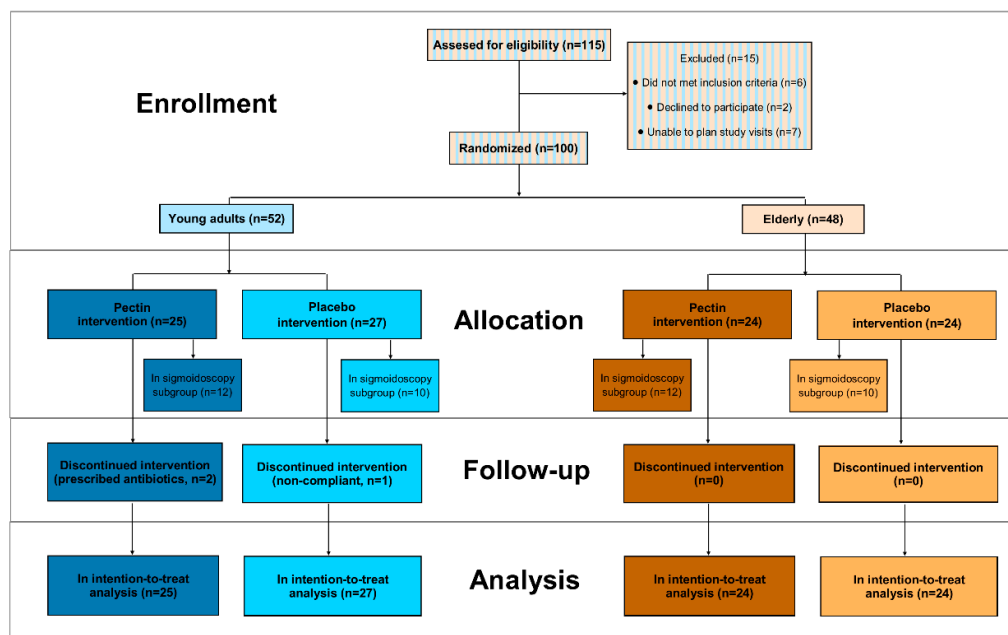 Assesed for eligibility (n=115)
Excluded (n=15)
● Did not met inclusion criteria (n=6)
● Declined to participate (n=2)
● Unable to plan study visits (n=7)
Enrollment
Randomized (n=100)
Young adults (n=52)
Elderly (n=48)
Pectin
intervention (n=25)
Placebo
intervention (n=27)
Allocation
Pectin
intervention (n=24)
Placebo
intervention (n=24)
In sigmoidoscopy
subgroup (n=12)
In sigmoidoscopy
subgroup (n=10)
In sigmoidoscopy
subgroup (n=12)
In sigmoidoscopy
subgroup (n=10)
Discontinued intervention
(prescribed antibiotics, n=2)
Discontinued intervention
(non-compliant, n=1)
Follow-up
Discontinued intervention
(n=0)
Discontinued intervention
(n=0)
In intention-to-treat
analysis (n=25)
In intention-to-treat
analysis (n=27)
Analysis
In intention-to-treat
analysis (n=24)
In intention-to-treat
analysis (n=24)